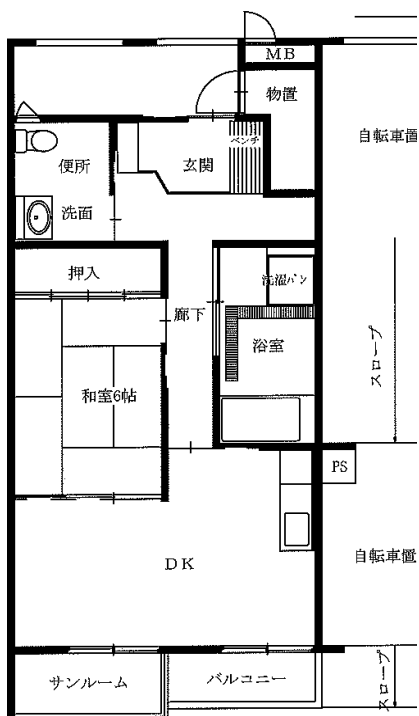 MB
物置
自転車置
便所
玄関
ベンチ
洗面
押入
洗濯パン
廊下
浴室
スロープ
和室6帖
PS
自転車置
DK
サンルーム
バルコニー
スロープ